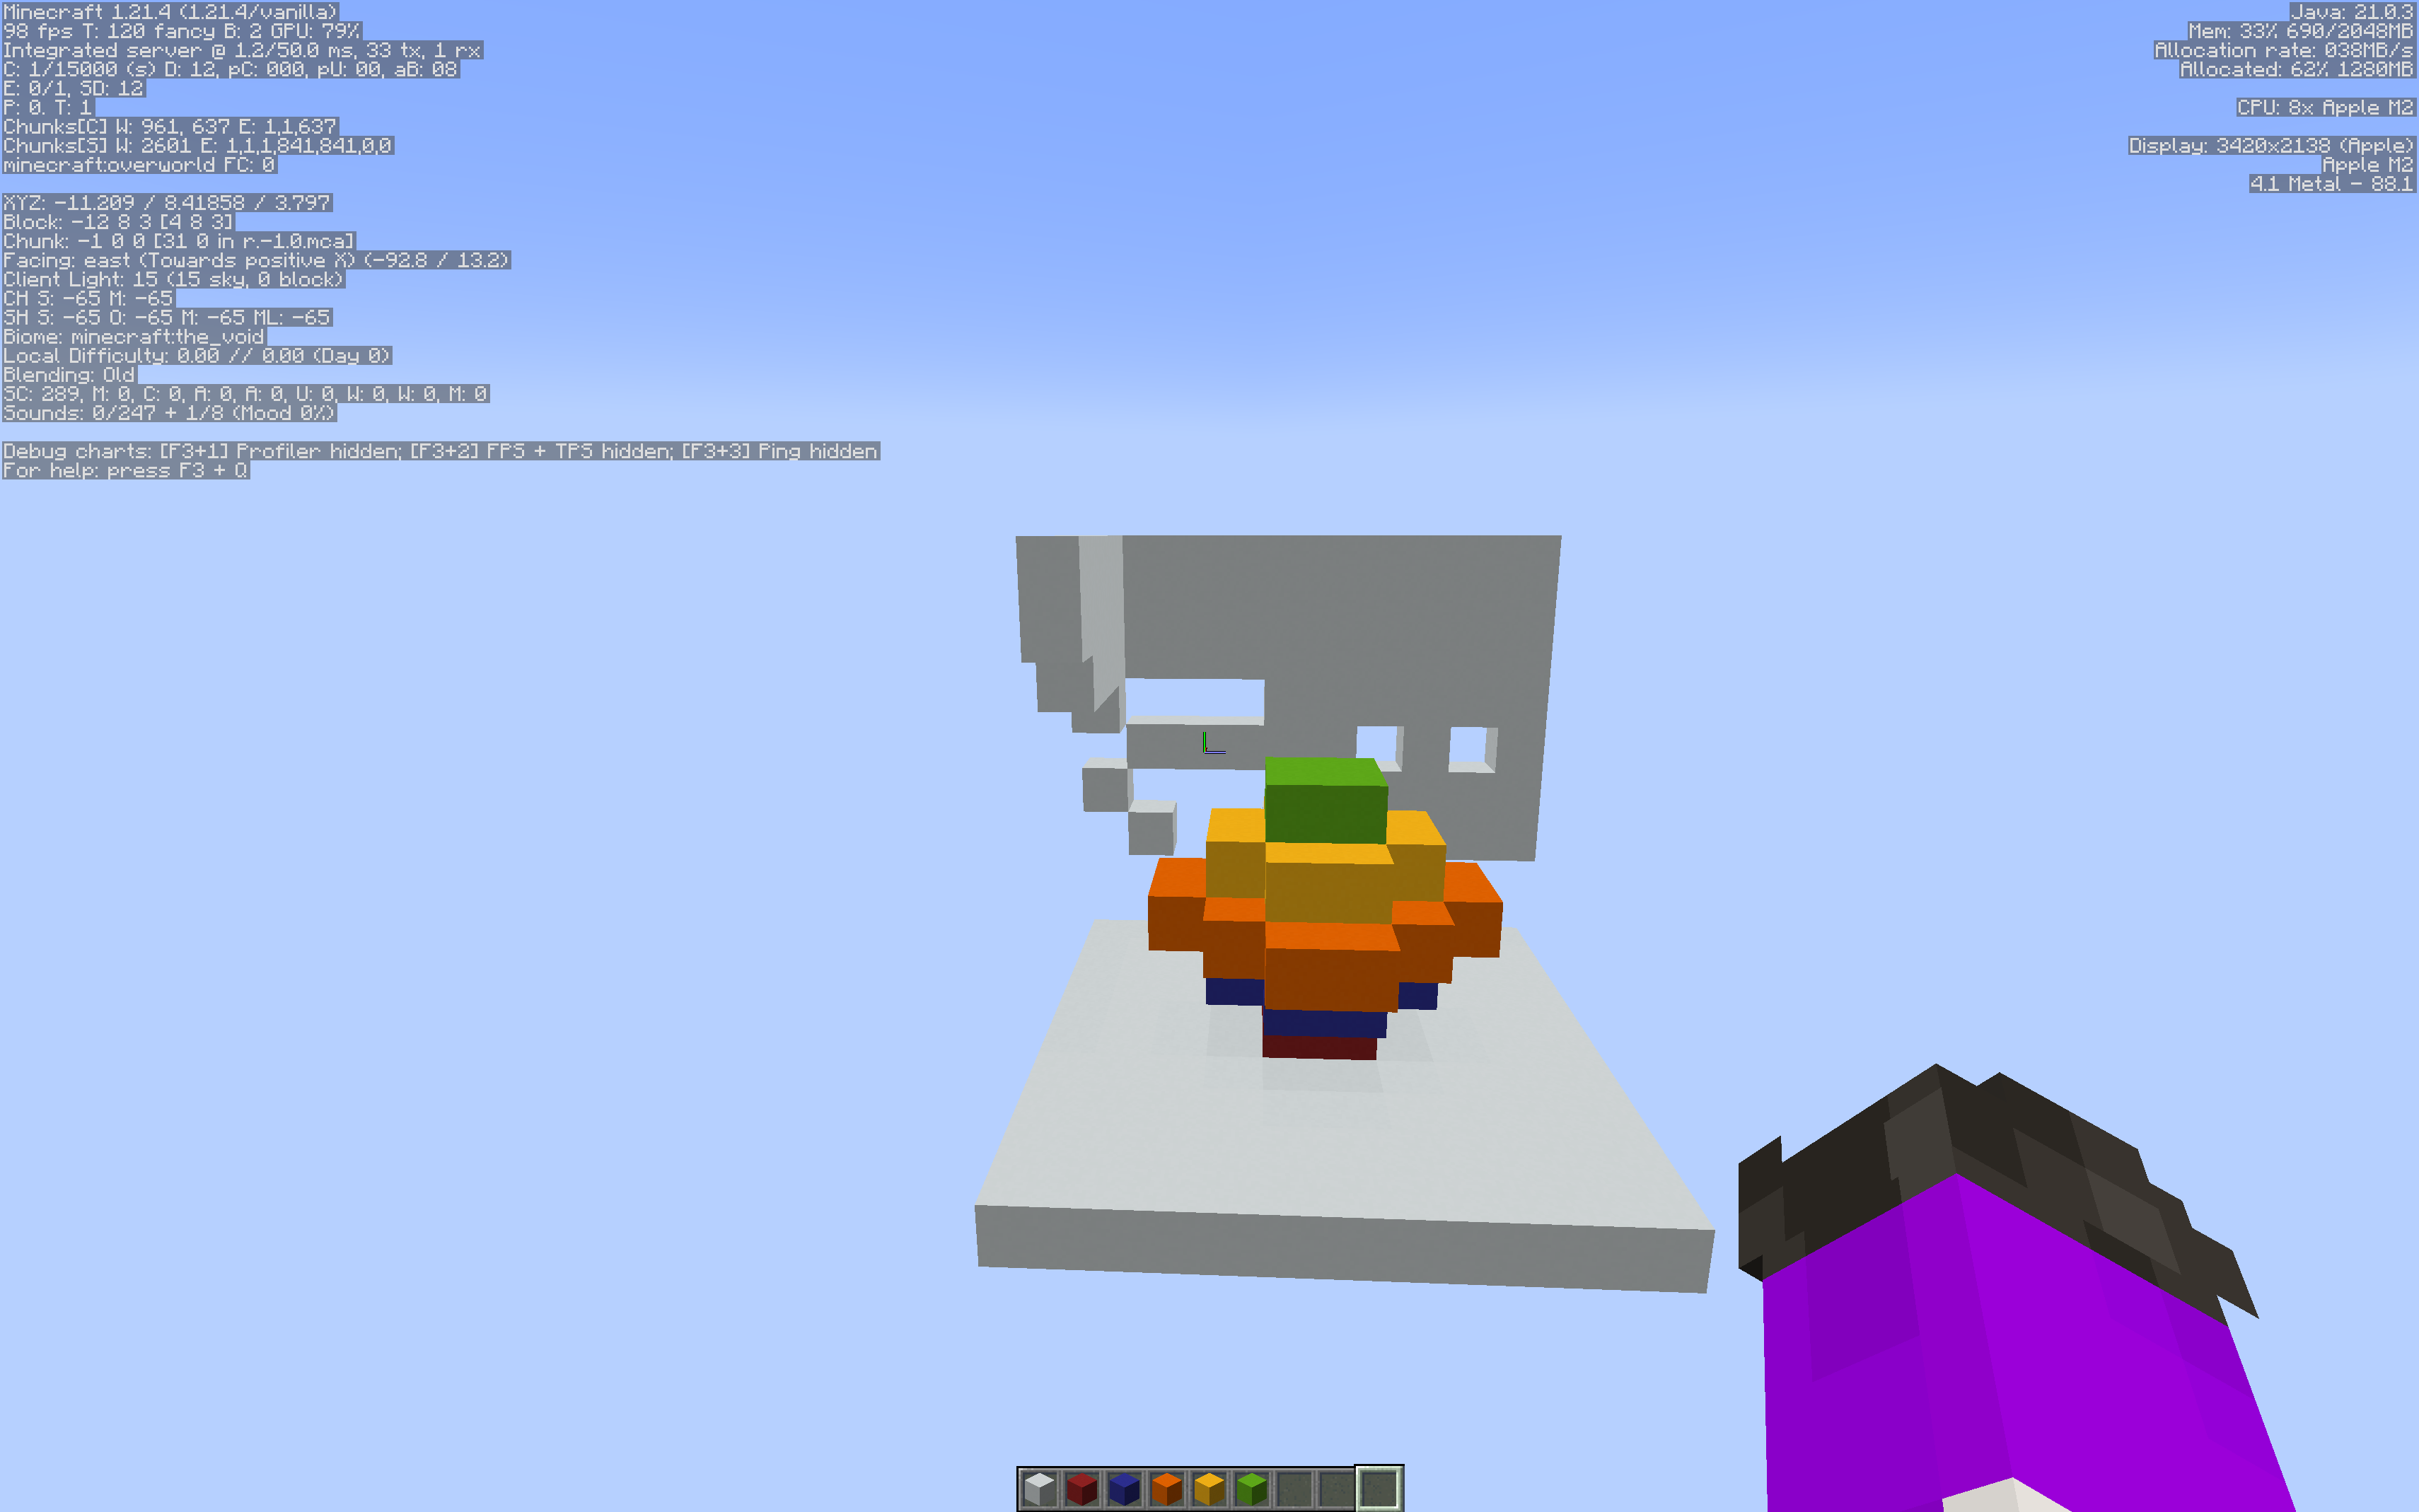 Minecraft 1.21.4 (1.21.4/vanilla)
98 fps T: 120 fancy B: 2 GPU: 79%
Integrated server @ 1.2/50.0 ms, 33 tx, 1 rx
C: 1/15000 (s) D: 12, pC: 000, pU: 00, aB: 08
E: 0/1, SD: 12
P: 0. T: 1
Chunks[C] W: 961, 637 E: 1,1,637
Chunks[S] W: 2601 E: 1,1,1,841,841,0,0
minecraft:overworld FC: 0
XYZ: -11.209 / 8.41858 / 3.797
Block: -12 8 3 [4 8 3]
Chunk: -1 0 0 [31 0 in r.-1.0.mca]
Facing: east (Towards positive X) (-92.8 / 13.2)
Client Light: 15 (15 sky, 0 block)
CH S: -65 M: -65
SH S: -65 O: -65 M: -65 ML: -65
Biome: minecraft:the_void
Local Difficulty: 0.00 // 0.00 (Day 0)
Blending: Old
SC: 289, M: 0, C: 0, A: 0, A: 0, U: 0, W: 0, W: 0, M: 0
Sounds: 0/247 + 1/8 (Mood 0%)
Debug charts: [F3+1] Profiler hidden; [F3+2] FPS + TPS hidden; [F3+3] Ping hidden
For help: press F3 + Q
Java: 21.0.3
Mem: 33% 690/2048MB
Allocation rate: 038MB/s
Allocated: 62% 1280MB
CPU: 8x Apple M2
Display: 3420x2138 (Apple)
Apple M2
4.1 Metal - 88.1